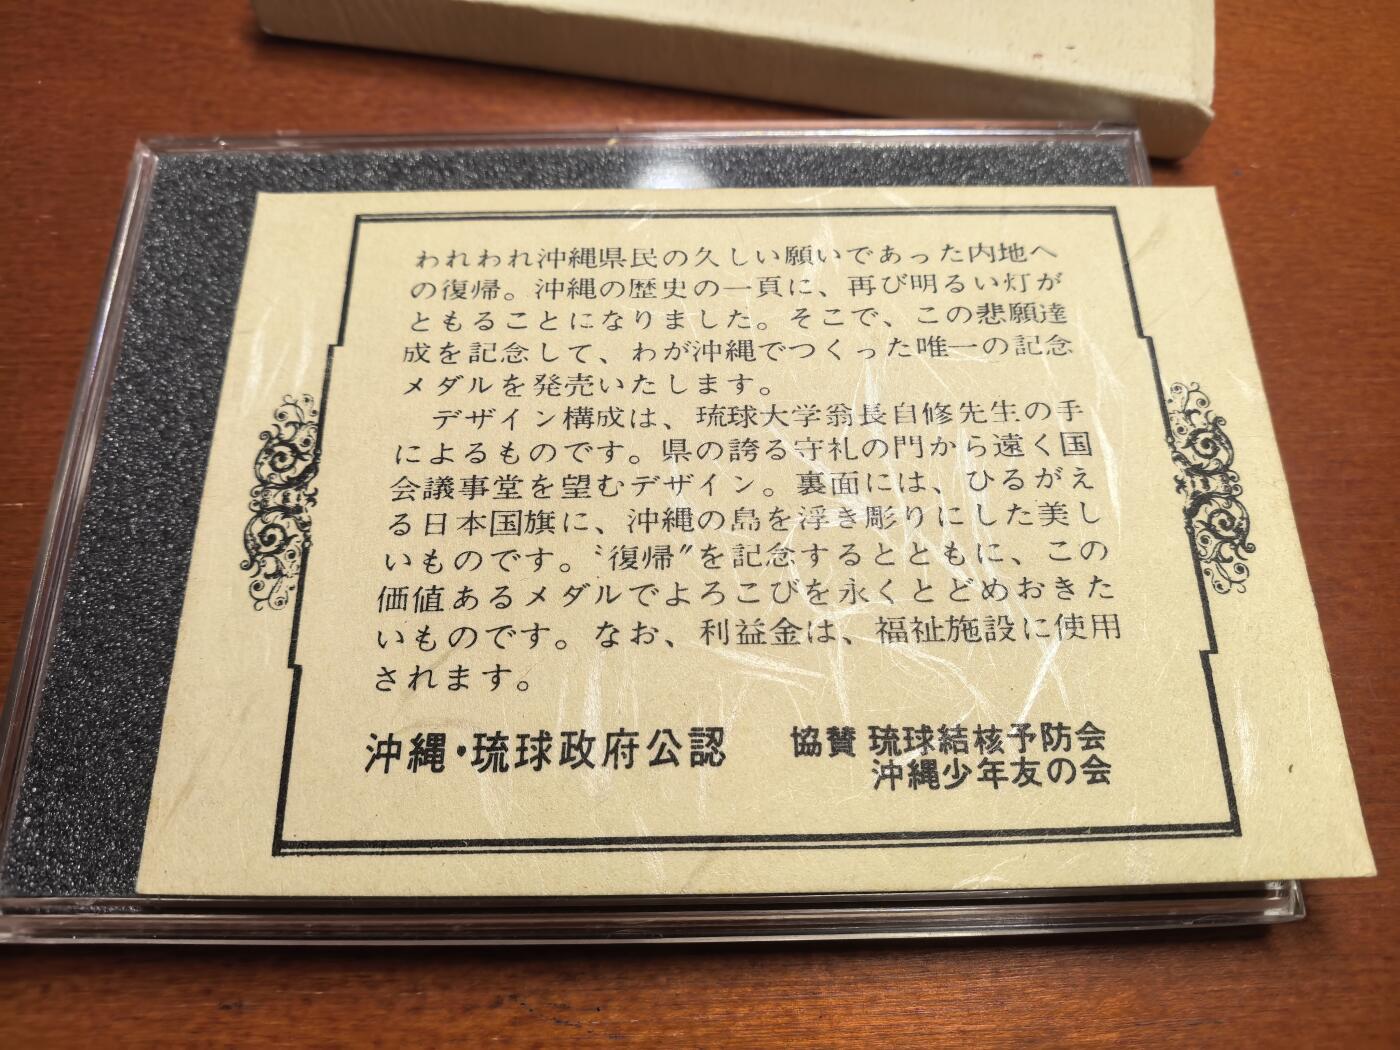 われわれ沖縄県民の久しい願いであった内地へ
の復帰。沖縄の歴史の一頁に、再び明るい灯が
ともることになりました。そこで、この悲願達
成を記念して、わが沖縄でつくった唯一の記念
メダルを発売いたします。
デザイン構成は、琉球大学翁長自修先生の手
によるものです。県の誇る守礼の門から遠く国
会議事堂を望むデザイン。裏面には、ひるがえ
る日本国旗に、沖縄の島を浮き彫りにした美し
いものです。〝復帰〃を記念するとともに、この
価値あるメダルでよろこびを永くとどめおきた
いものです。なお、利益金は、福祉施設に使用
されます。
沖縄・琉球政府公認
協賛 琉球結核予防会
沖縄少年友の会